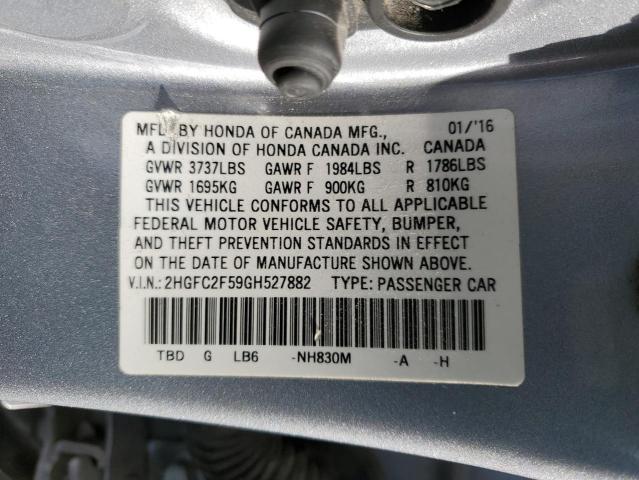 MFD. BY HONDA OF CANADA MFG., 01/'16
A DIVISION OF HONDA CANADA INC. CANADA
GVWR 3737LBS GAWR F 1984LBS R 1786LBS
GVWR 1695KG GAWR F 900KG R 810KG
THIS VEHICLE CONFORMS TO ALL APPLICABLE
FEDERAL MOTOR VEHICLE SAFETY, BUMPER,
AND THEFT PREVENTION STANDARDS IN EFFECT
ON THE DATE OF MANUFACTURE SHOWN ABOVE.
V.I.N.: 2HGFC2F59GH527882 TYPE: PASSENGER CAR
TBD G LB6 -NH830M -A -H